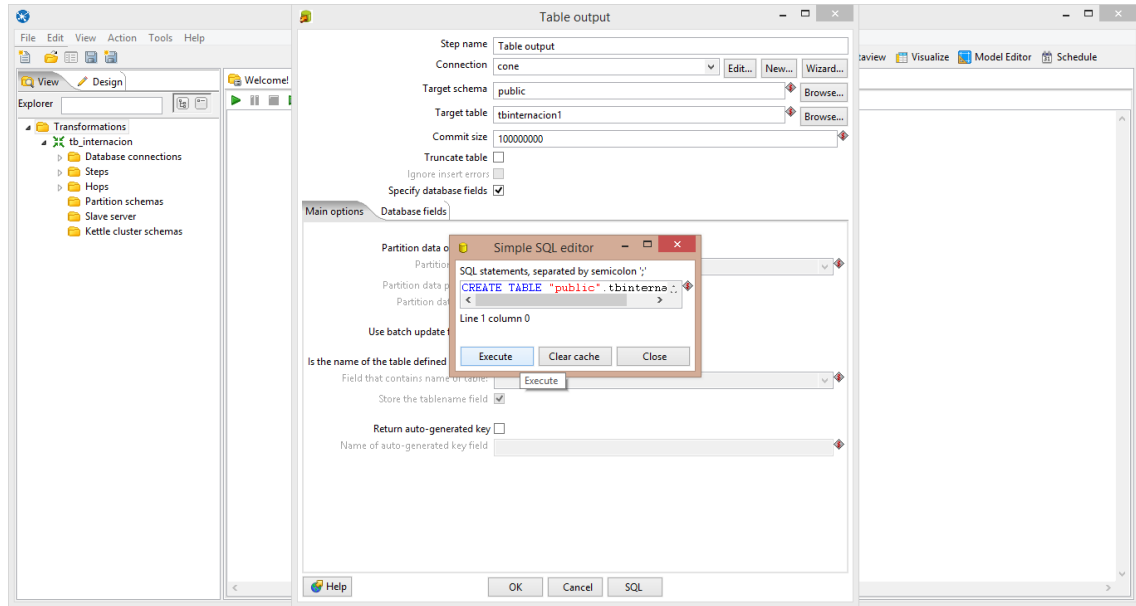 Table output
File Edit View Action Tools Help
View Design
Explorer
Transformations
tb_internacion
Database connections
Steps
Hops
Partition schemas
Slave server
Kettle cluster schemas
Welcome!
Step name Table output
Connection cone Edit... New... Wizard...
Target schema public Browse...
Target table tbinternacion1 Browse...
Commit size 100000000
Truncate table
Ignore insert errors
Specify database fields
Main options Database fields
Partition data o
Partition
Partition data p
Partition dat
Use batch update f
Is the name of the table defined
Field that contains name of table:
Store the tablename field
Return auto-generated key
Name of auto-generated key field
Help OK Cancel SQL
Simple SQL editor
SQL statements, separated by semicolon ';'
CREATE TABLE "public".tbinterna
Line 1 column 0
Execute Clear cache Close
Execute
taview Visualize Model Editor Schedule